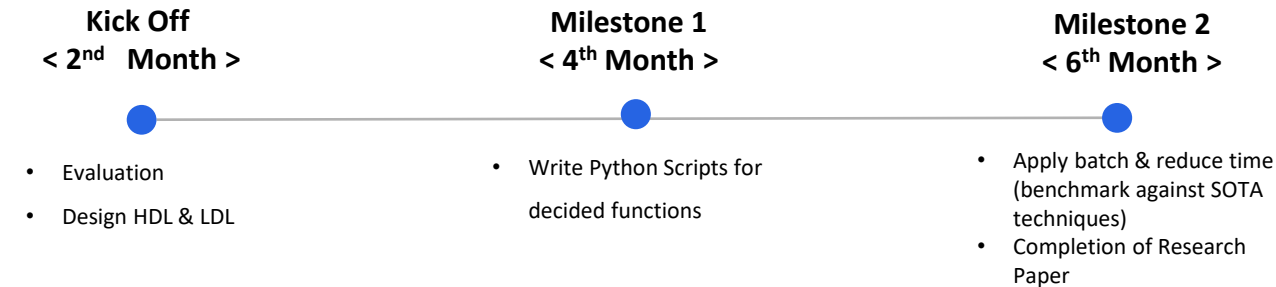 Kick Off
< 2nd Month >
• Evaluation
• Design HDL & LDL
Milestone 1
< 4th Month >
• Write Python Scripts for
decided functions
Milestone 2
< 6th Month >
• Apply batch & reduce time
(benchmark against SOTA
techniques)
• Completion of Research
Paper